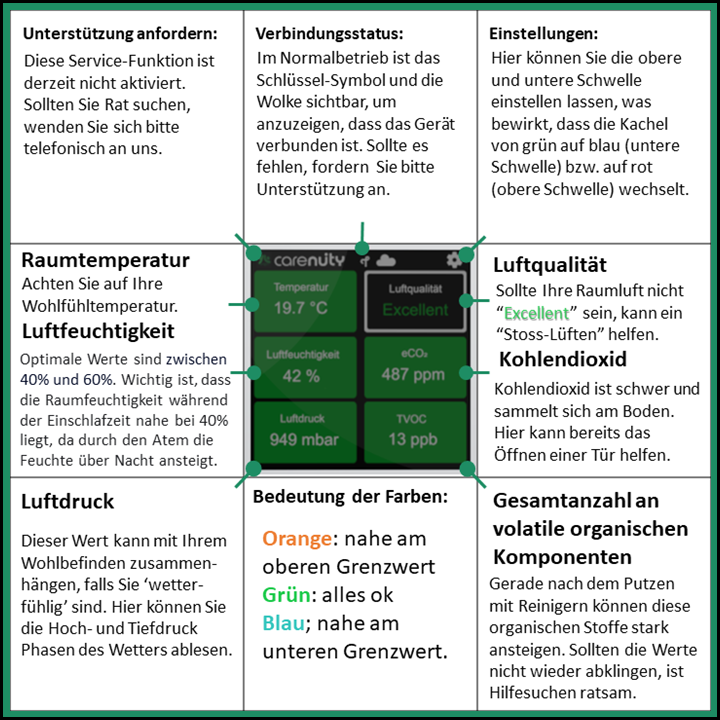 Unterstützung anfordern:
Diese Service-Funktion ist
derzeit nicht aktiviert.
Sollten Sie Rat suchen,
wenden Sie sich bitte
telefonisch an uns.
Verbindungsstatus:
Im Normalbetrieb ist das
Schlüssel-Symbol und die
Wolke sichtbar, um
anzuzeigen, dass das Gerät
verbunden ist. Sollte es
fehlen, fordern Sie bitte
Unterstützung an.
Einstellungen:
Hier können Sie die obere
und untere Schwelle
einstellen lassen, was
bewirkt, dass die Kachel
von grün auf blau (untere
Schwelle) bzw. auf rot
(obere Schwelle) wechselt.
Raumtemperatur
Achten Sie auf Ihre
Wohlfühltemperatur.
Luftfeuchtigkeit
Optimale Werte sind zwischen
40% und 60%. Wichtig ist, dass
die Raumfeuchtigkeit während
der Einschlafzeit nahe bei 40%
liegt, da durch den Atem die
Feuchte über Nacht ansteigt.
carenuity
Temperatur
19.7 °C
Luftqualität
Excellent
Luftfeuchtigkeit
42 %
eCO₂
487 ppm
Luftdruck
949 mbar
TVOC
13 ppb
Luftqualität
Sollte Ihre Raumluft nicht
“Excellent” sein, kann ein
“Stoss-Lüften” helfen.
Kohlendioxid
Kohlendioxid ist schwer und
sammelt sich am Boden.
Hier kann bereits das
Öffnen einer Tür helfen.
Luftdruck
Dieser Wert kann mit Ihrem
Wohlbefinden zusammen-
hängen, falls Sie ‘wetter-
fühlig’ sind. Hier können Sie
die Hoch- und Tiefdruck
Phasen des Wetters ablesen.
Bedeutung der Farben:
Orange: nahe am
oberen Grenzwert
Grün: alles ok
Blau; nahe am
unteren Grenzwert.
Gesamtanzahl an
volatile organischen
Komponenten
Gerade nach dem Putzen
mit Reinigern können diese
organischen Stoffe stark
ansteigen. Sollten die Werte
nicht wieder abklingen, ist
Hilfesuchen ratsam.